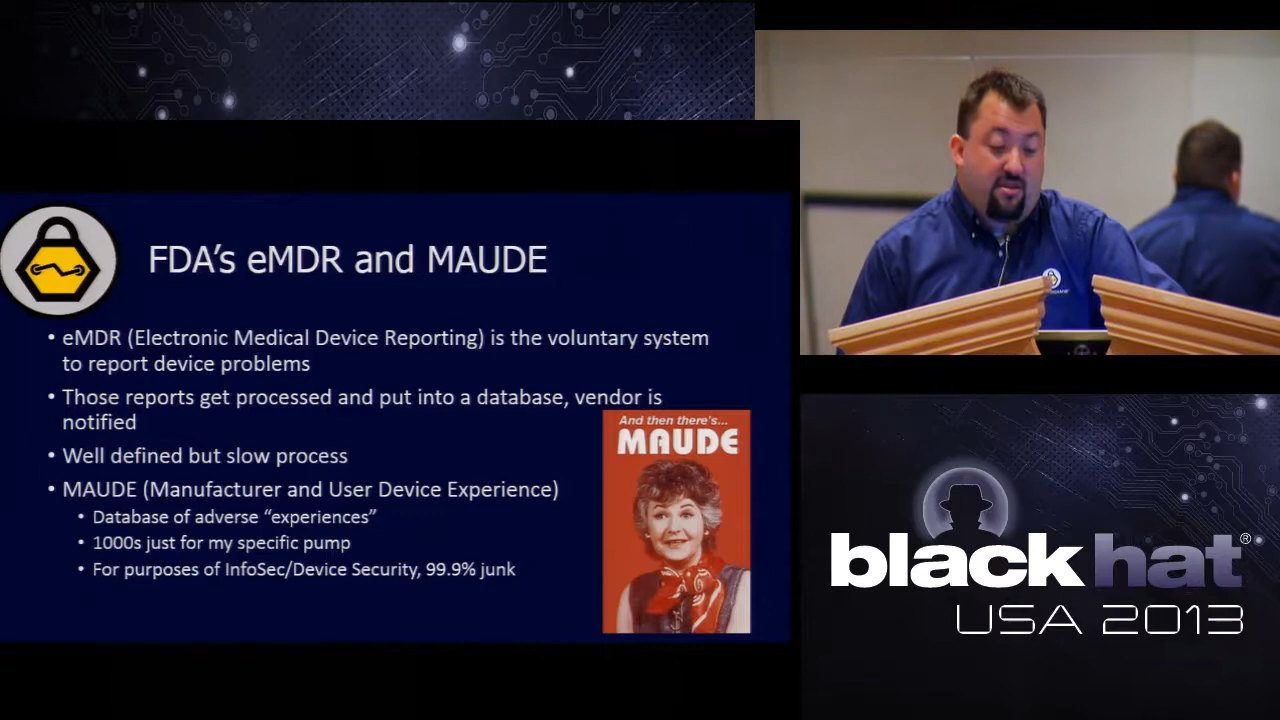 FDA's eMDR and MAUDE
• eMDR (Electronic Medical Device Reporting) is the voluntary system
to report device problems
• Those reports get processed and put into a database, vendor is
notified
• Well defined but slow process
• MAUDE (Manufacturer and User Device Experience)
• Database of adverse “experiences”
• 1000s just for my specific pump
• For purposes of InfoSec/Device Security, 99.9% junk
And then there's...
MAUDE
black hat®
USA 2013